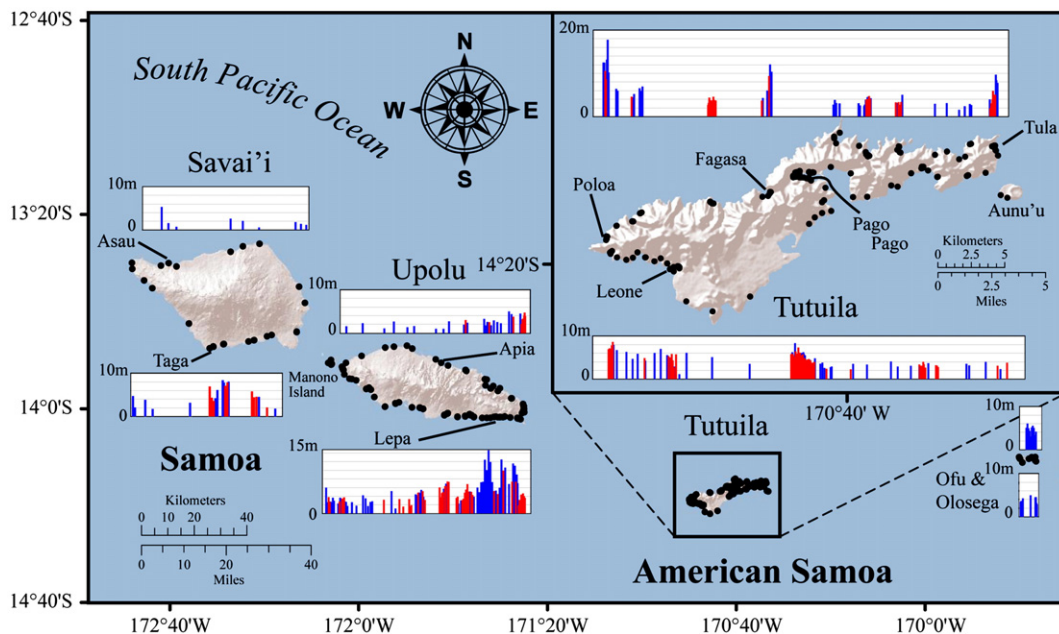 12°40'S
13°20'S
14°0'S
14°40'S
172°40'W
172°0'W
171°20'W
170°40'W
170°0'W
South Pacific Ocean
N
W
E
S
Savai'i
10m
0
Asau
Taga
10m
0
Samoa
Kilometers
0 20 40
0 20 40
Miles
Upolu
10m
0
Apia
Manono
Island
Lepa
15m
0
20m
0
Tula
Fagasa
Poloa
Aunu'u
Pago
Pago
Leone
Kilometers
0 2.5 5
0 2.5 5
Miles
14°20'S
Tutuila
10m
0
170°40' W
Tutuila
10m
0
10m
0
Ofu &
Olosega
American Samoa